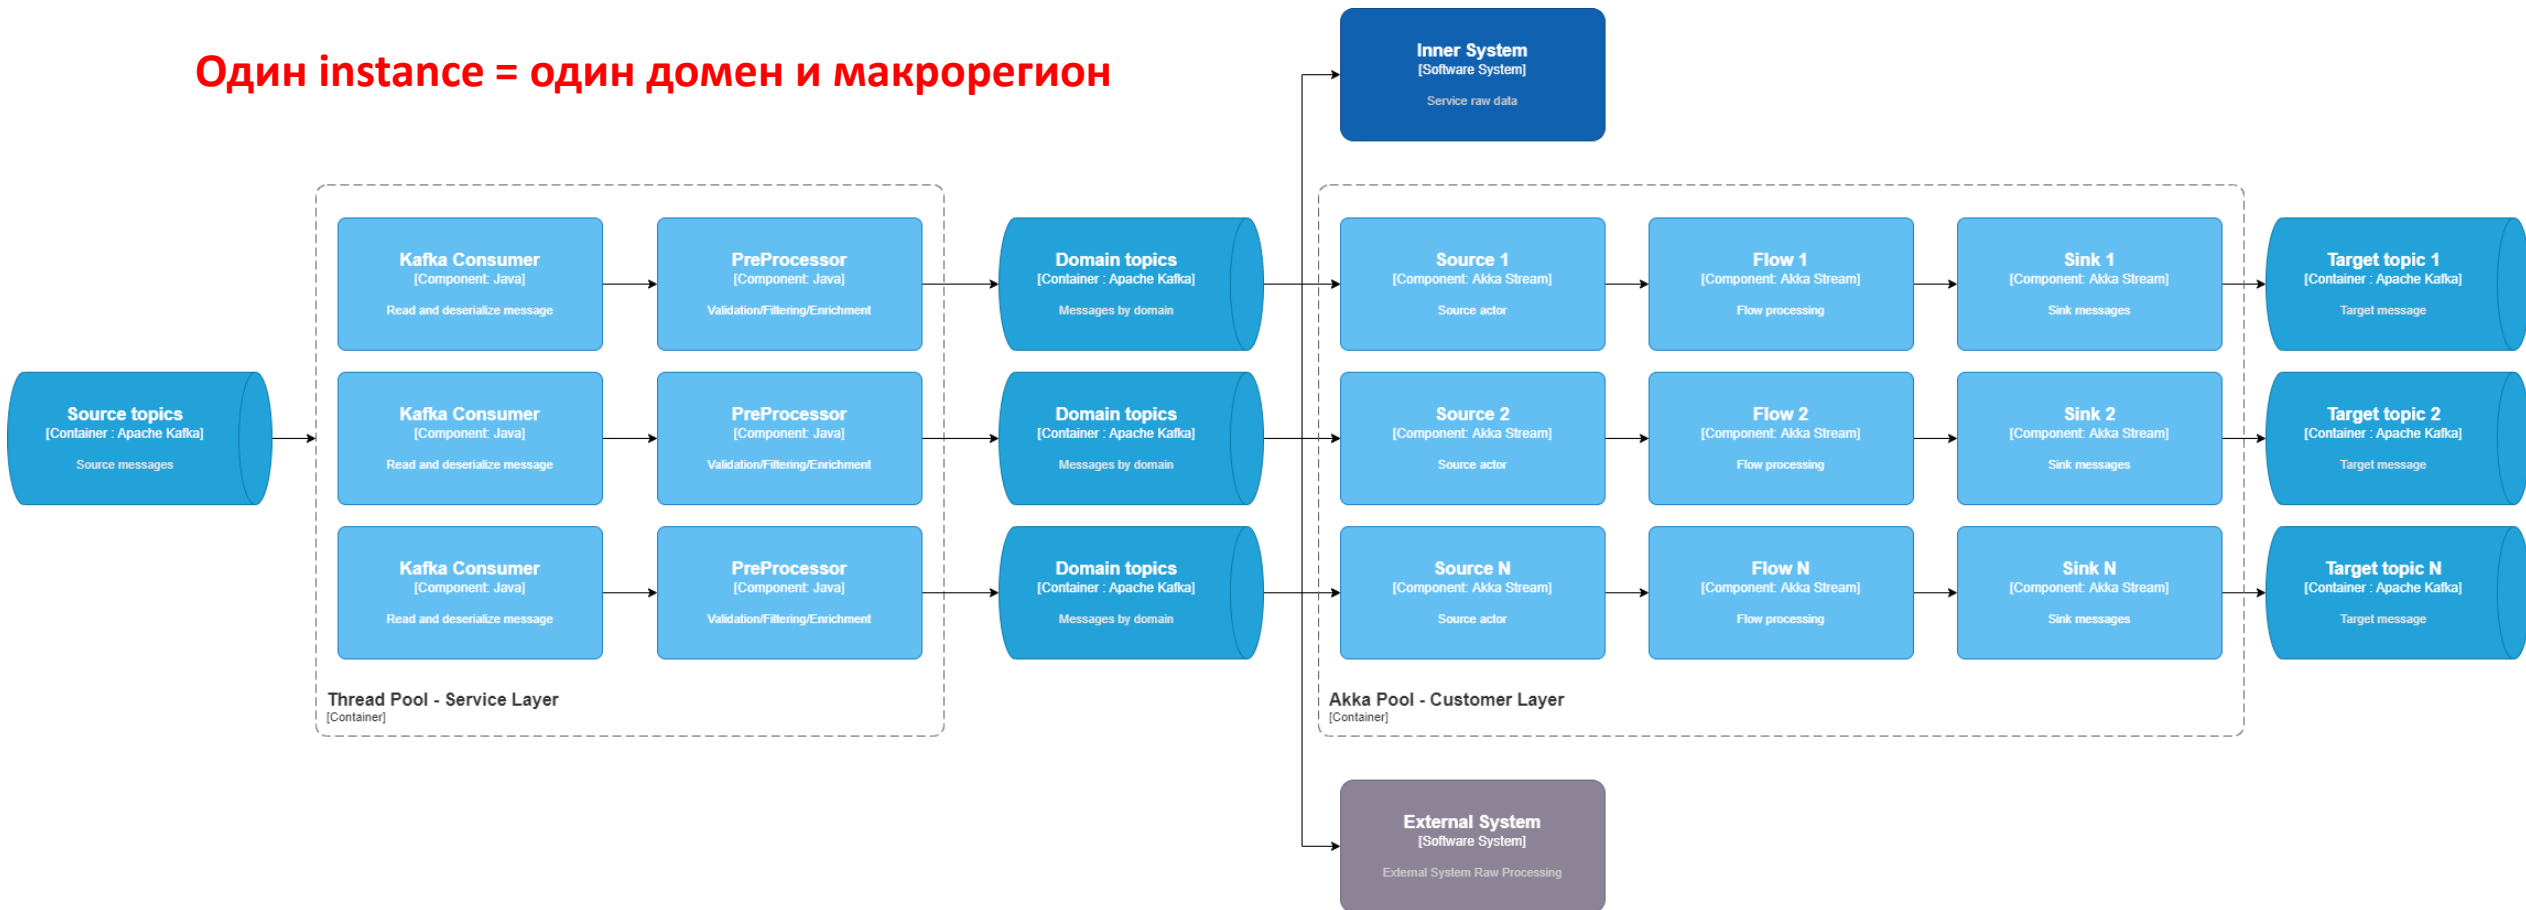 Один instance = один домен и макрорегион
Inner System
[Software System]
Service raw data
Kafka Consumer
[Component: Java]
Read and deserialize message
PreProcessor
[Component: Java]
Validation/Filtering/Enrichment
Domain topics
[Container : Apache Kafka]
Messages by domain
Source 1
[Component: Akka Stream]
Source actor
Flow 1
[Component: Akka Stream]
Flow processing
Sink 1
[Component: Akka Stream]
Sink messages
Target topic 1
[Container : Apache Kafka]
Target message
Source topics
[Container : Apache Kafka]
Source messages
Kafka Consumer
[Component: Java]
Read and deserialize message
PreProcessor
[Component: Java]
Validation/Filtering/Enrichment
Domain topics
[Container : Apache Kafka]
Messages by domain
Source 2
[Component: Akka Stream]
Source actor
Flow 2
[Component: Akka Stream]
Flow processing
Sink 2
[Component: Akka Stream]
Sink messages
Target topic 2
[Container : Apache Kafka]
Target message
Kafka Consumer
[Component: Java]
Read and deserialize message
PreProcessor
[Component: Java]
Validation/Filtering/Enrichment
Domain topics
[Container : Apache Kafka]
Messages by domain
Source N
[Component: Akka Stream]
Source actor
Flow N
[Component: Akka Stream]
Flow processing
Sink N
[Component: Akka Stream]
Sink messages
Target topic N
[Container : Apache Kafka]
Target message
Thread Pool - Service Layer
[Container]
Akka Pool - Customer Layer
[Container]
External System
[Software System]
External System Raw Processing